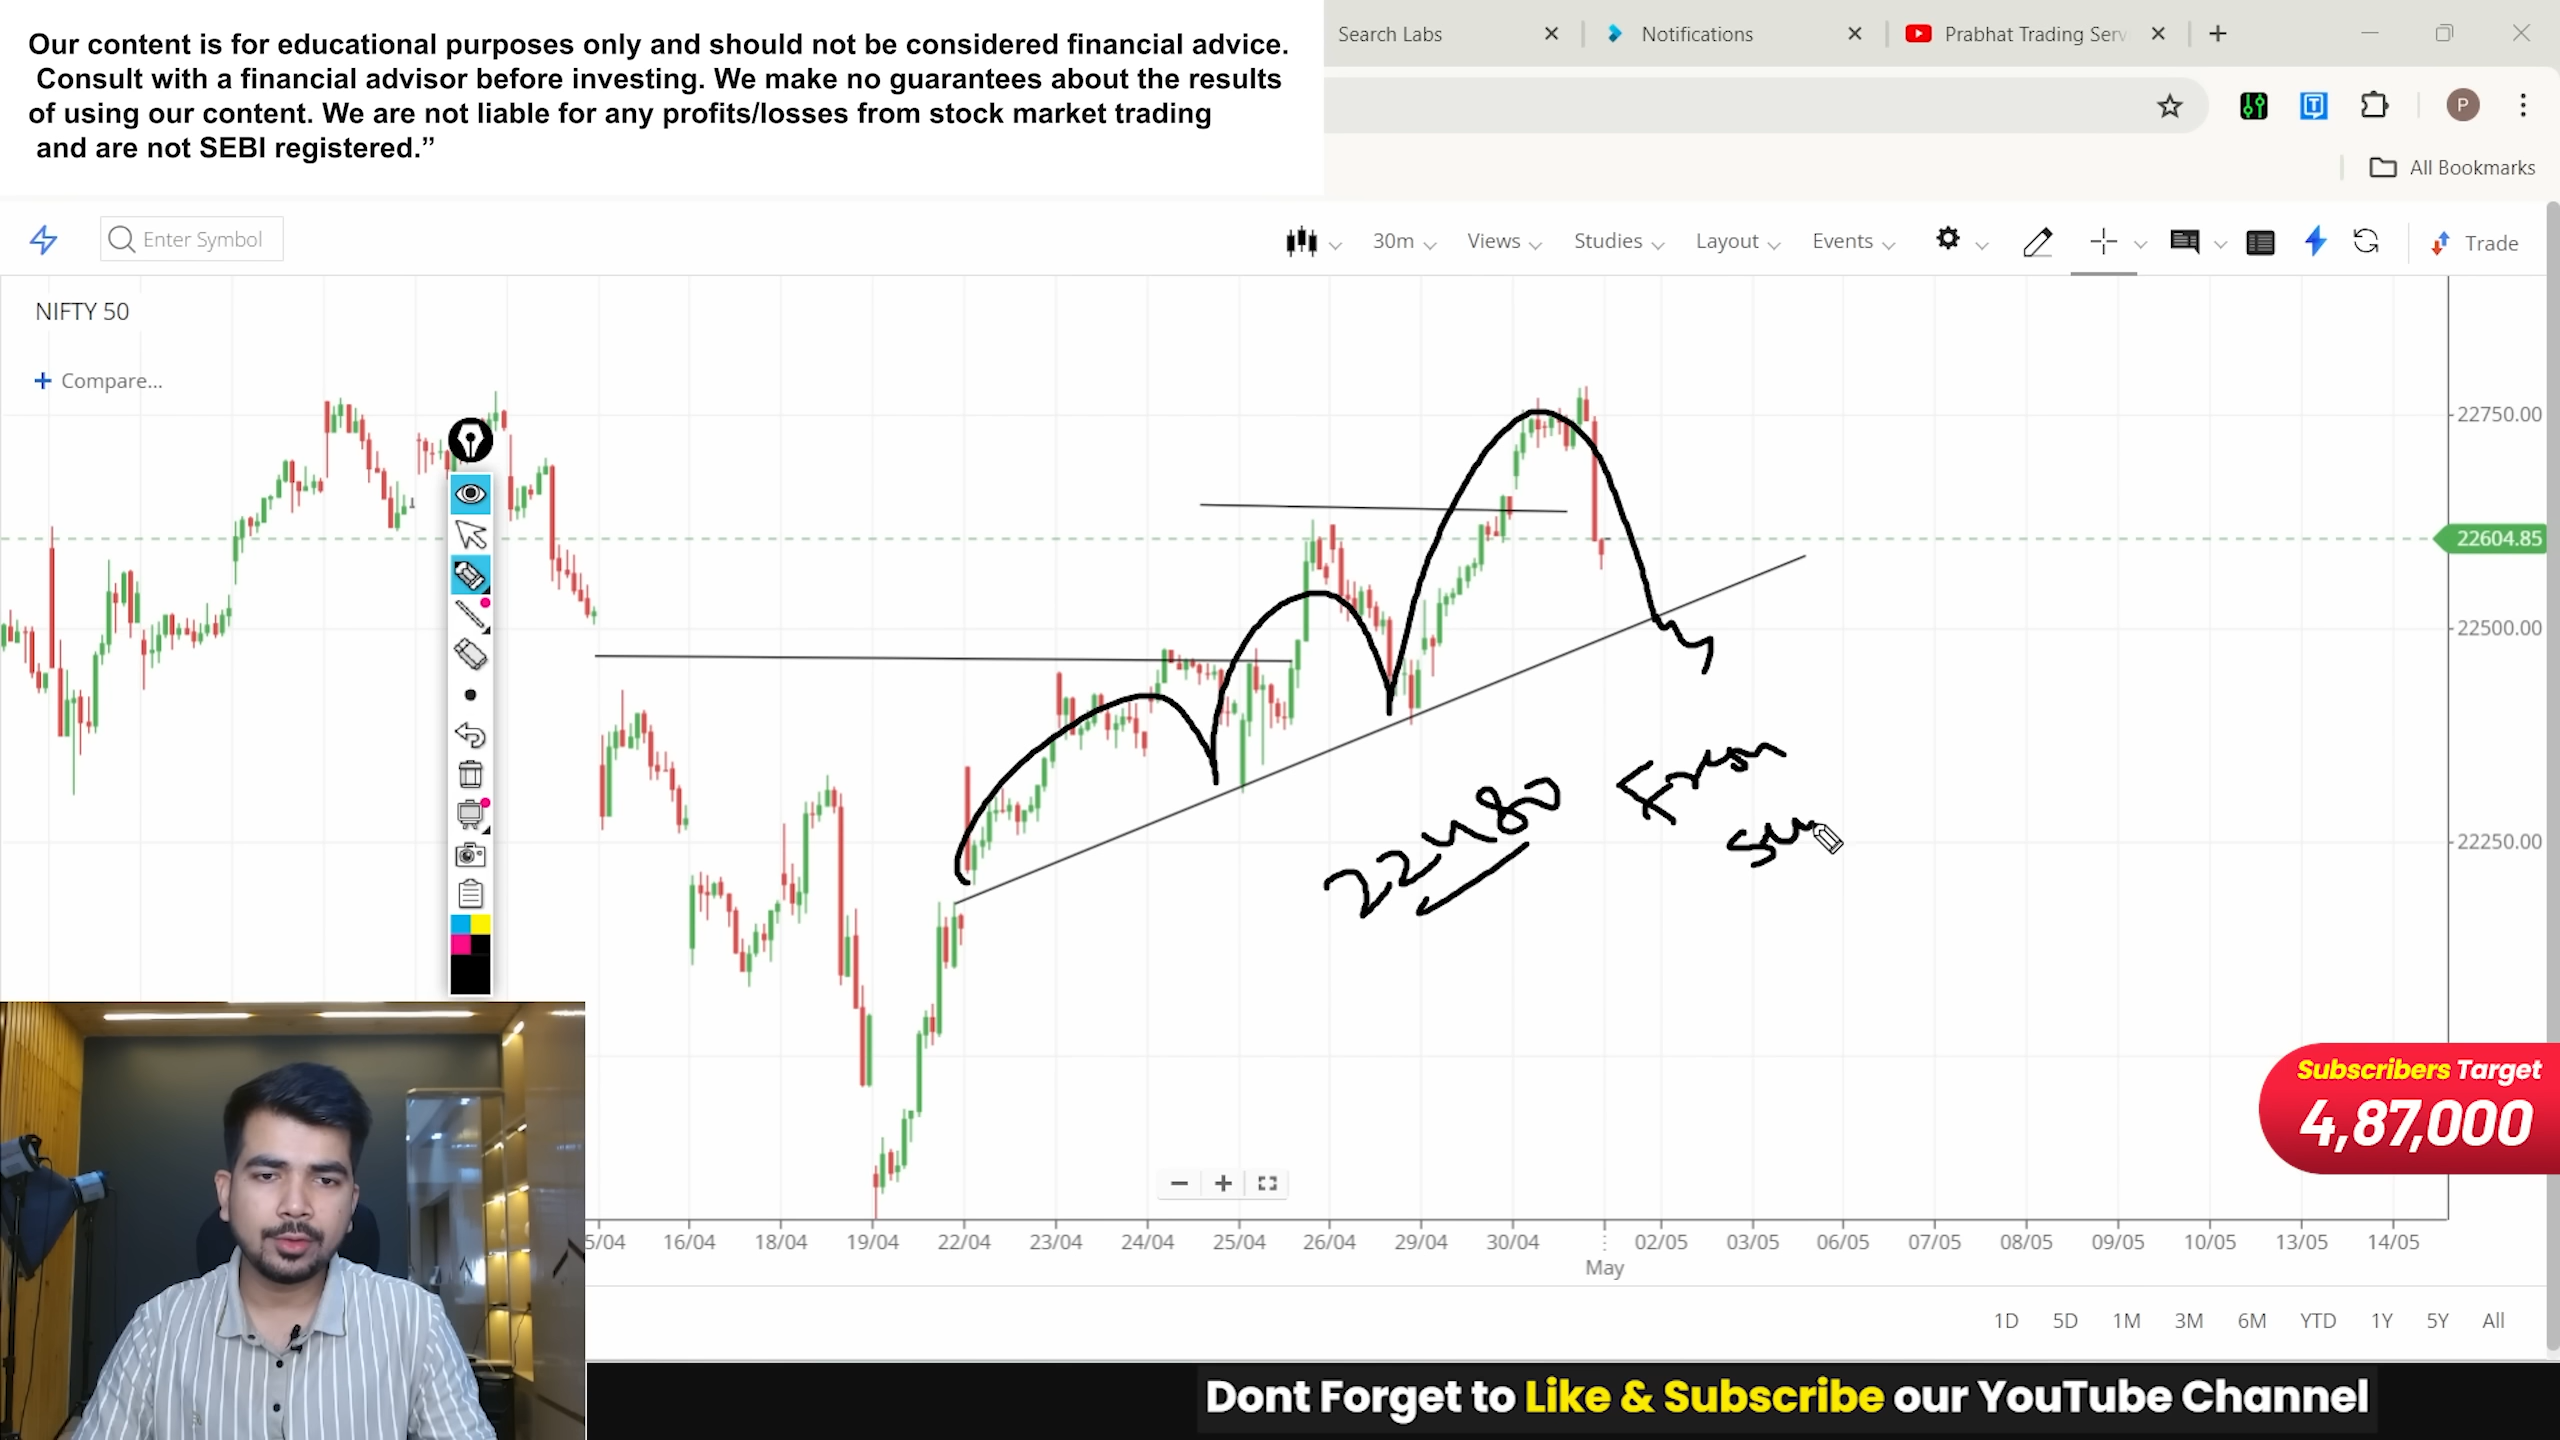 Our content is for educational purposes only and should not be considered financial advice.
Consult with a financial advisor before investing. We make no guarantees about the results
of using our content. We are not liable for any profits/losses from stock market trading
and are not SEBI registered.”
Search Labs
Notifications
Prabhat Trading Serv
P
All Bookmarks
Enter Symbol
30m
Views
Studies
Layout
Events
Trade
NIFTY 50
Compare...
22750.00
22604.85
22500.00
22250.00
22480
From
5/04
16/04
18/04
19/04
22/04
23/04
24/04
25/04
26/04
29/04
30/04
May
02/05
03/05
06/05
07/05
08/05
09/05
10/05
13/05
14/05
Subscribers Target
4,87,000
1D
5D
1M
3M
6M
YTD
1Y
5Y
All
Dont Forget to Like & Subscribe our YouTube Channel